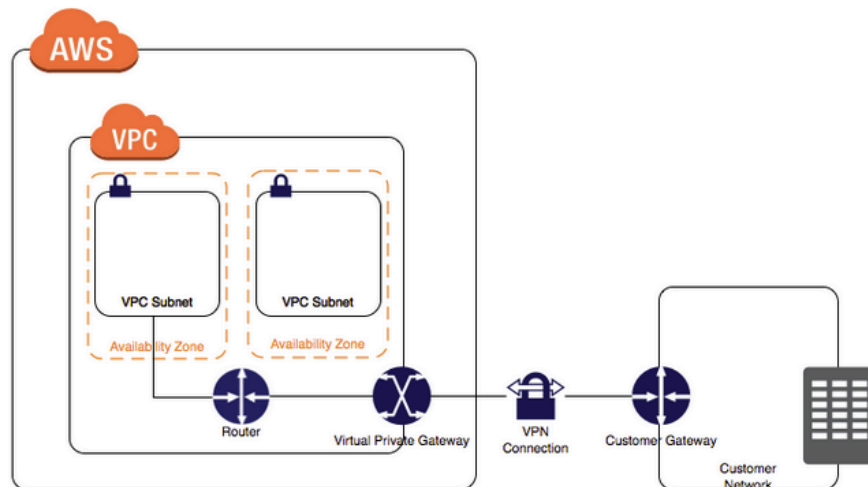 AWS
VPC
VPC Subnet
VPC Subnet
Availability Zone
Availability Zone
Router
Virtual Private Gateway
VPN
Connection
Customer Gateway
Customer
Network